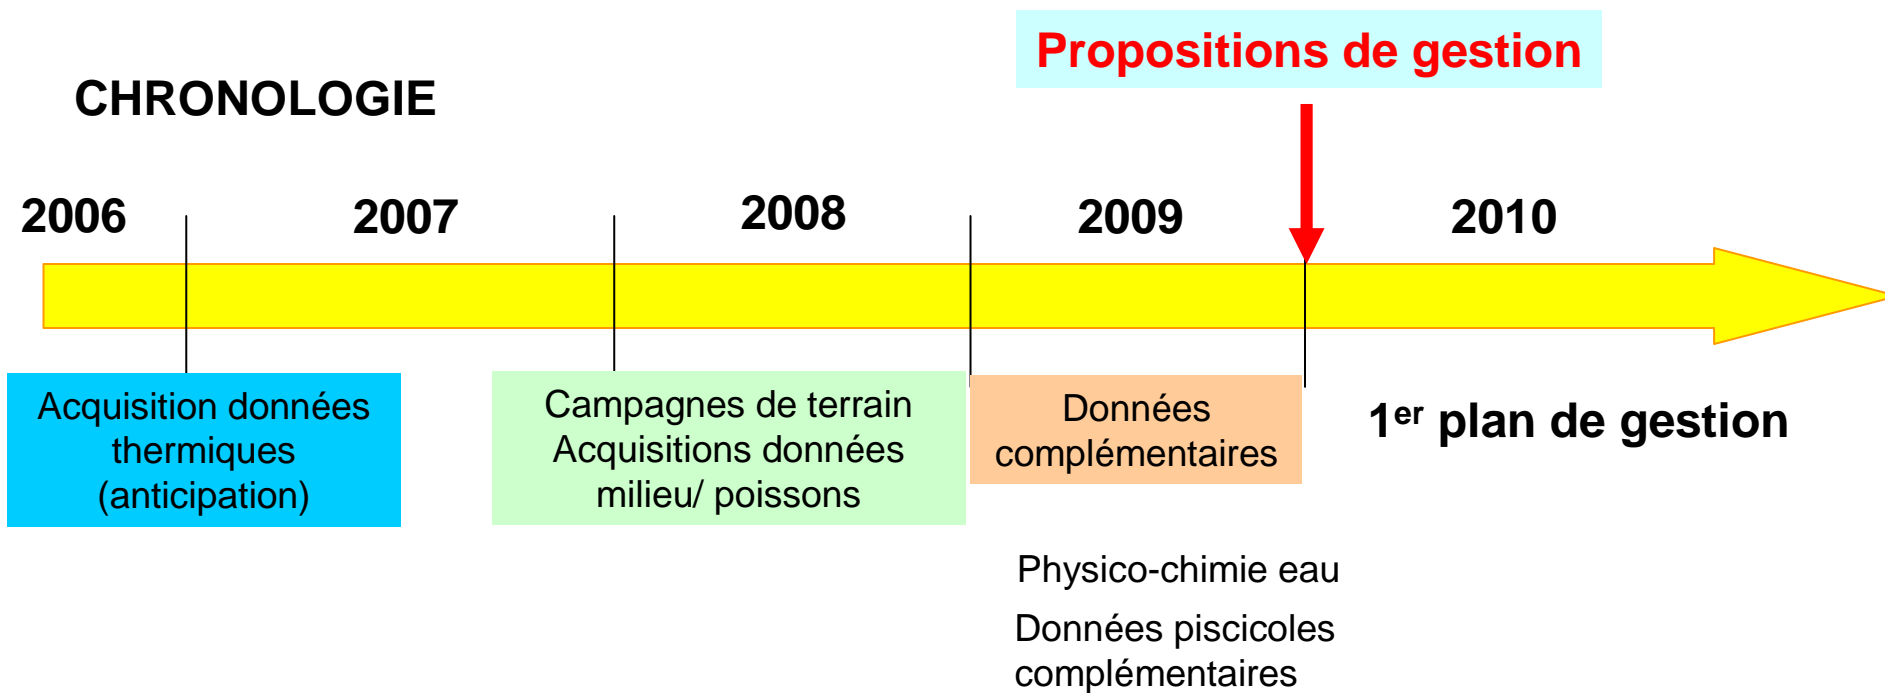 Propositions de gestion
CHRONOLOGIE
2006
2007
2008
2009
2010
Acquisition données
thermiques
(anticipation)
Campagnes de terrain
Acquisitions données
milieu/ poissons
Données
complémentaires
1er plan de gestion
Physico-chimie eau
Données piscicoles
complémentaires